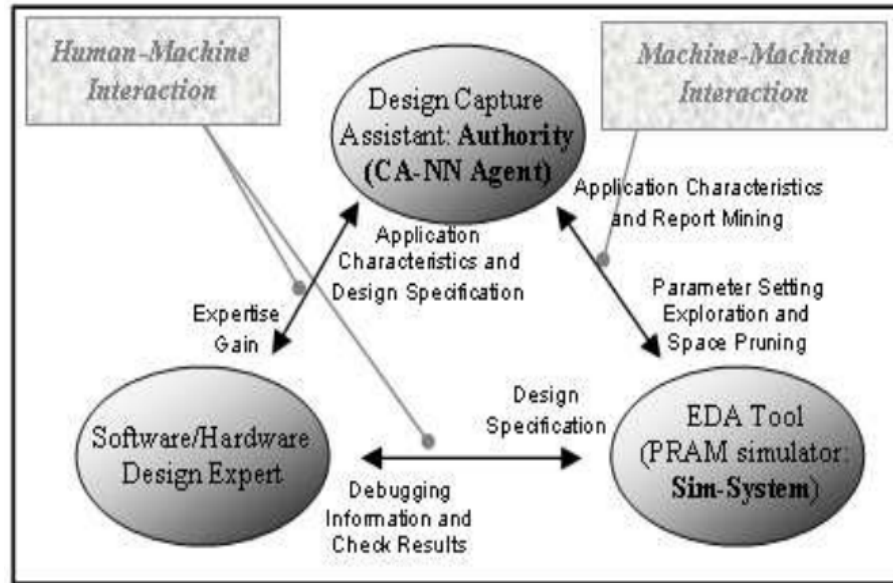 Human-Machine
Interaction
Machine-Machine
Interaction
Design Capture
Assistant: Authority
(CA-NN Agent)
Application Characteristics
and Report Mining
Application
Characteristics and
Design Specification
Expertise
Gain
Parameter Setting
Exploration and
Space Pruning
Software/Hardware
Design Expert
Design
Specification
EDA Tool
(PRAM simulator:
Sim-System)
Debugging
Information and
Check Results